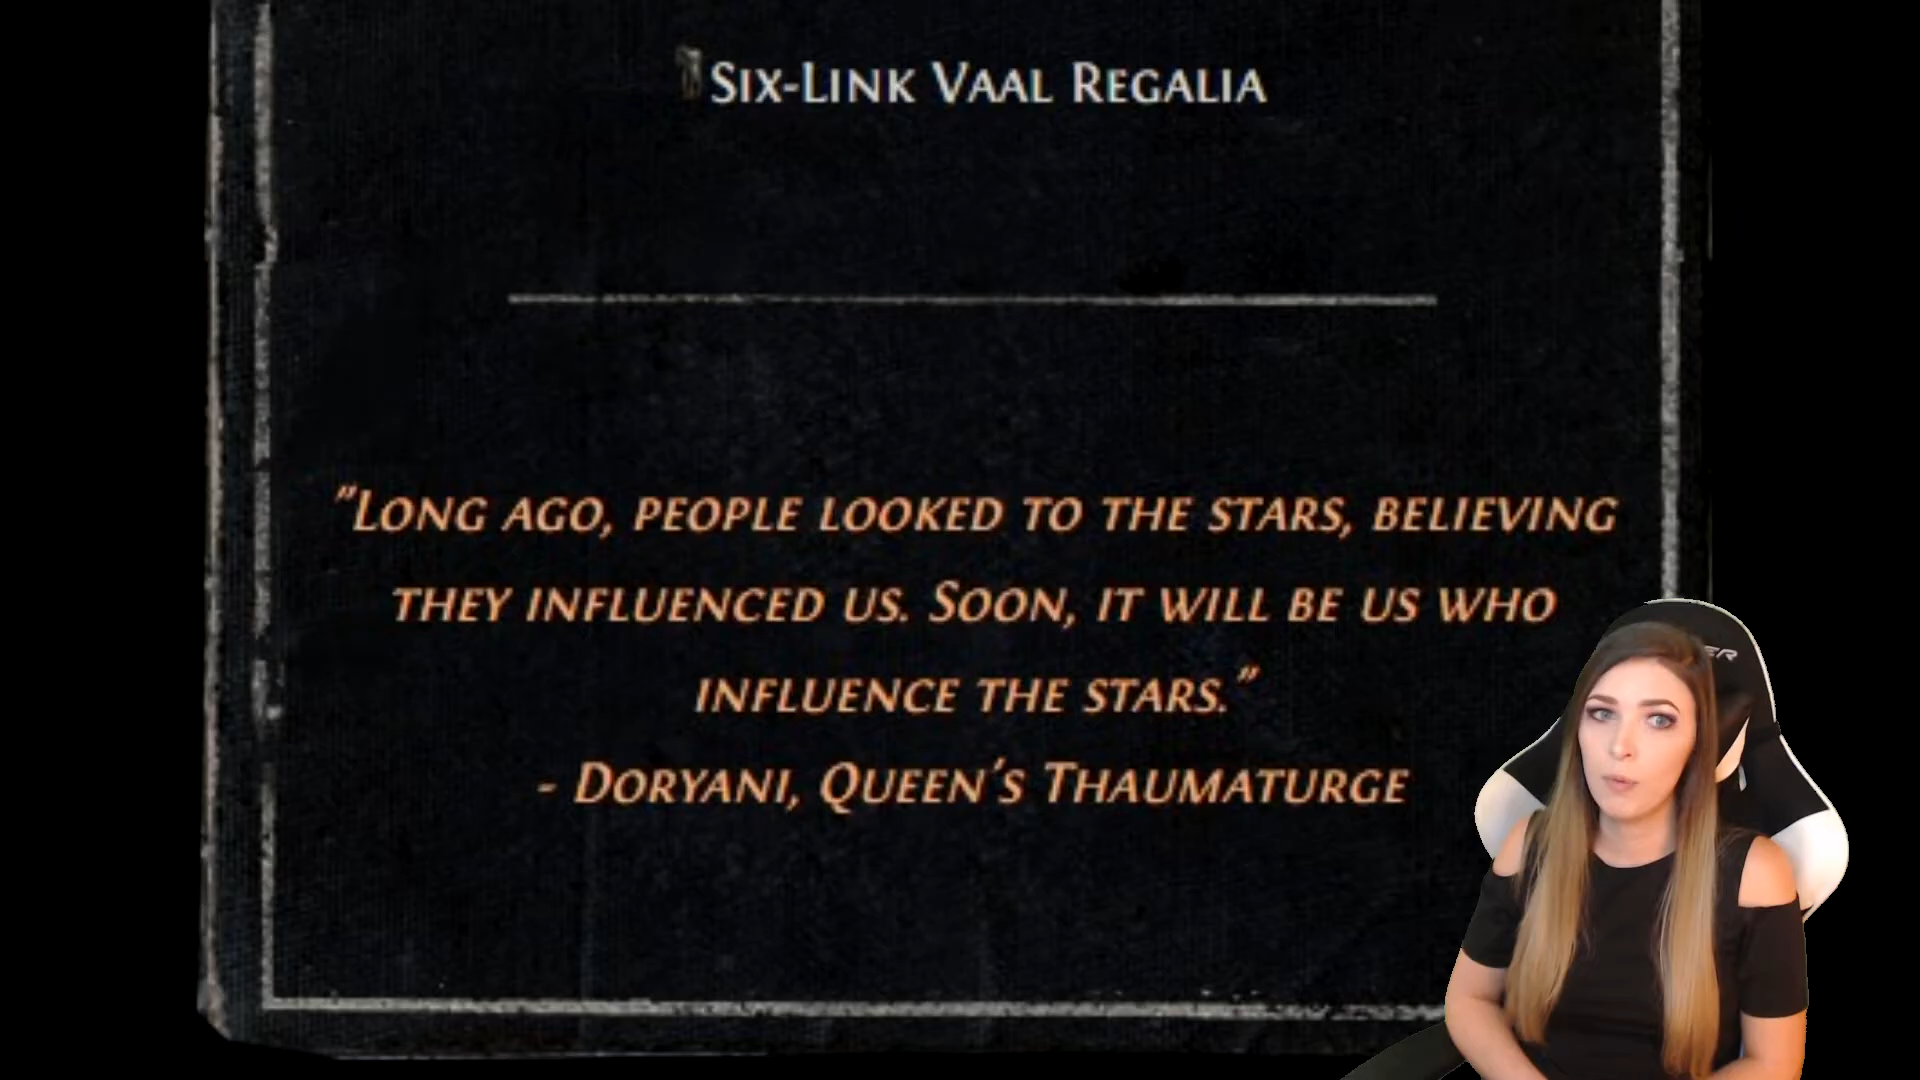 Six-Link Vaal Regalia
"Long ago, people looked to the stars, believing
they influenced us. Soon, it will be us who
influence the stars."
- Doryani, Queen's Thaumaturge